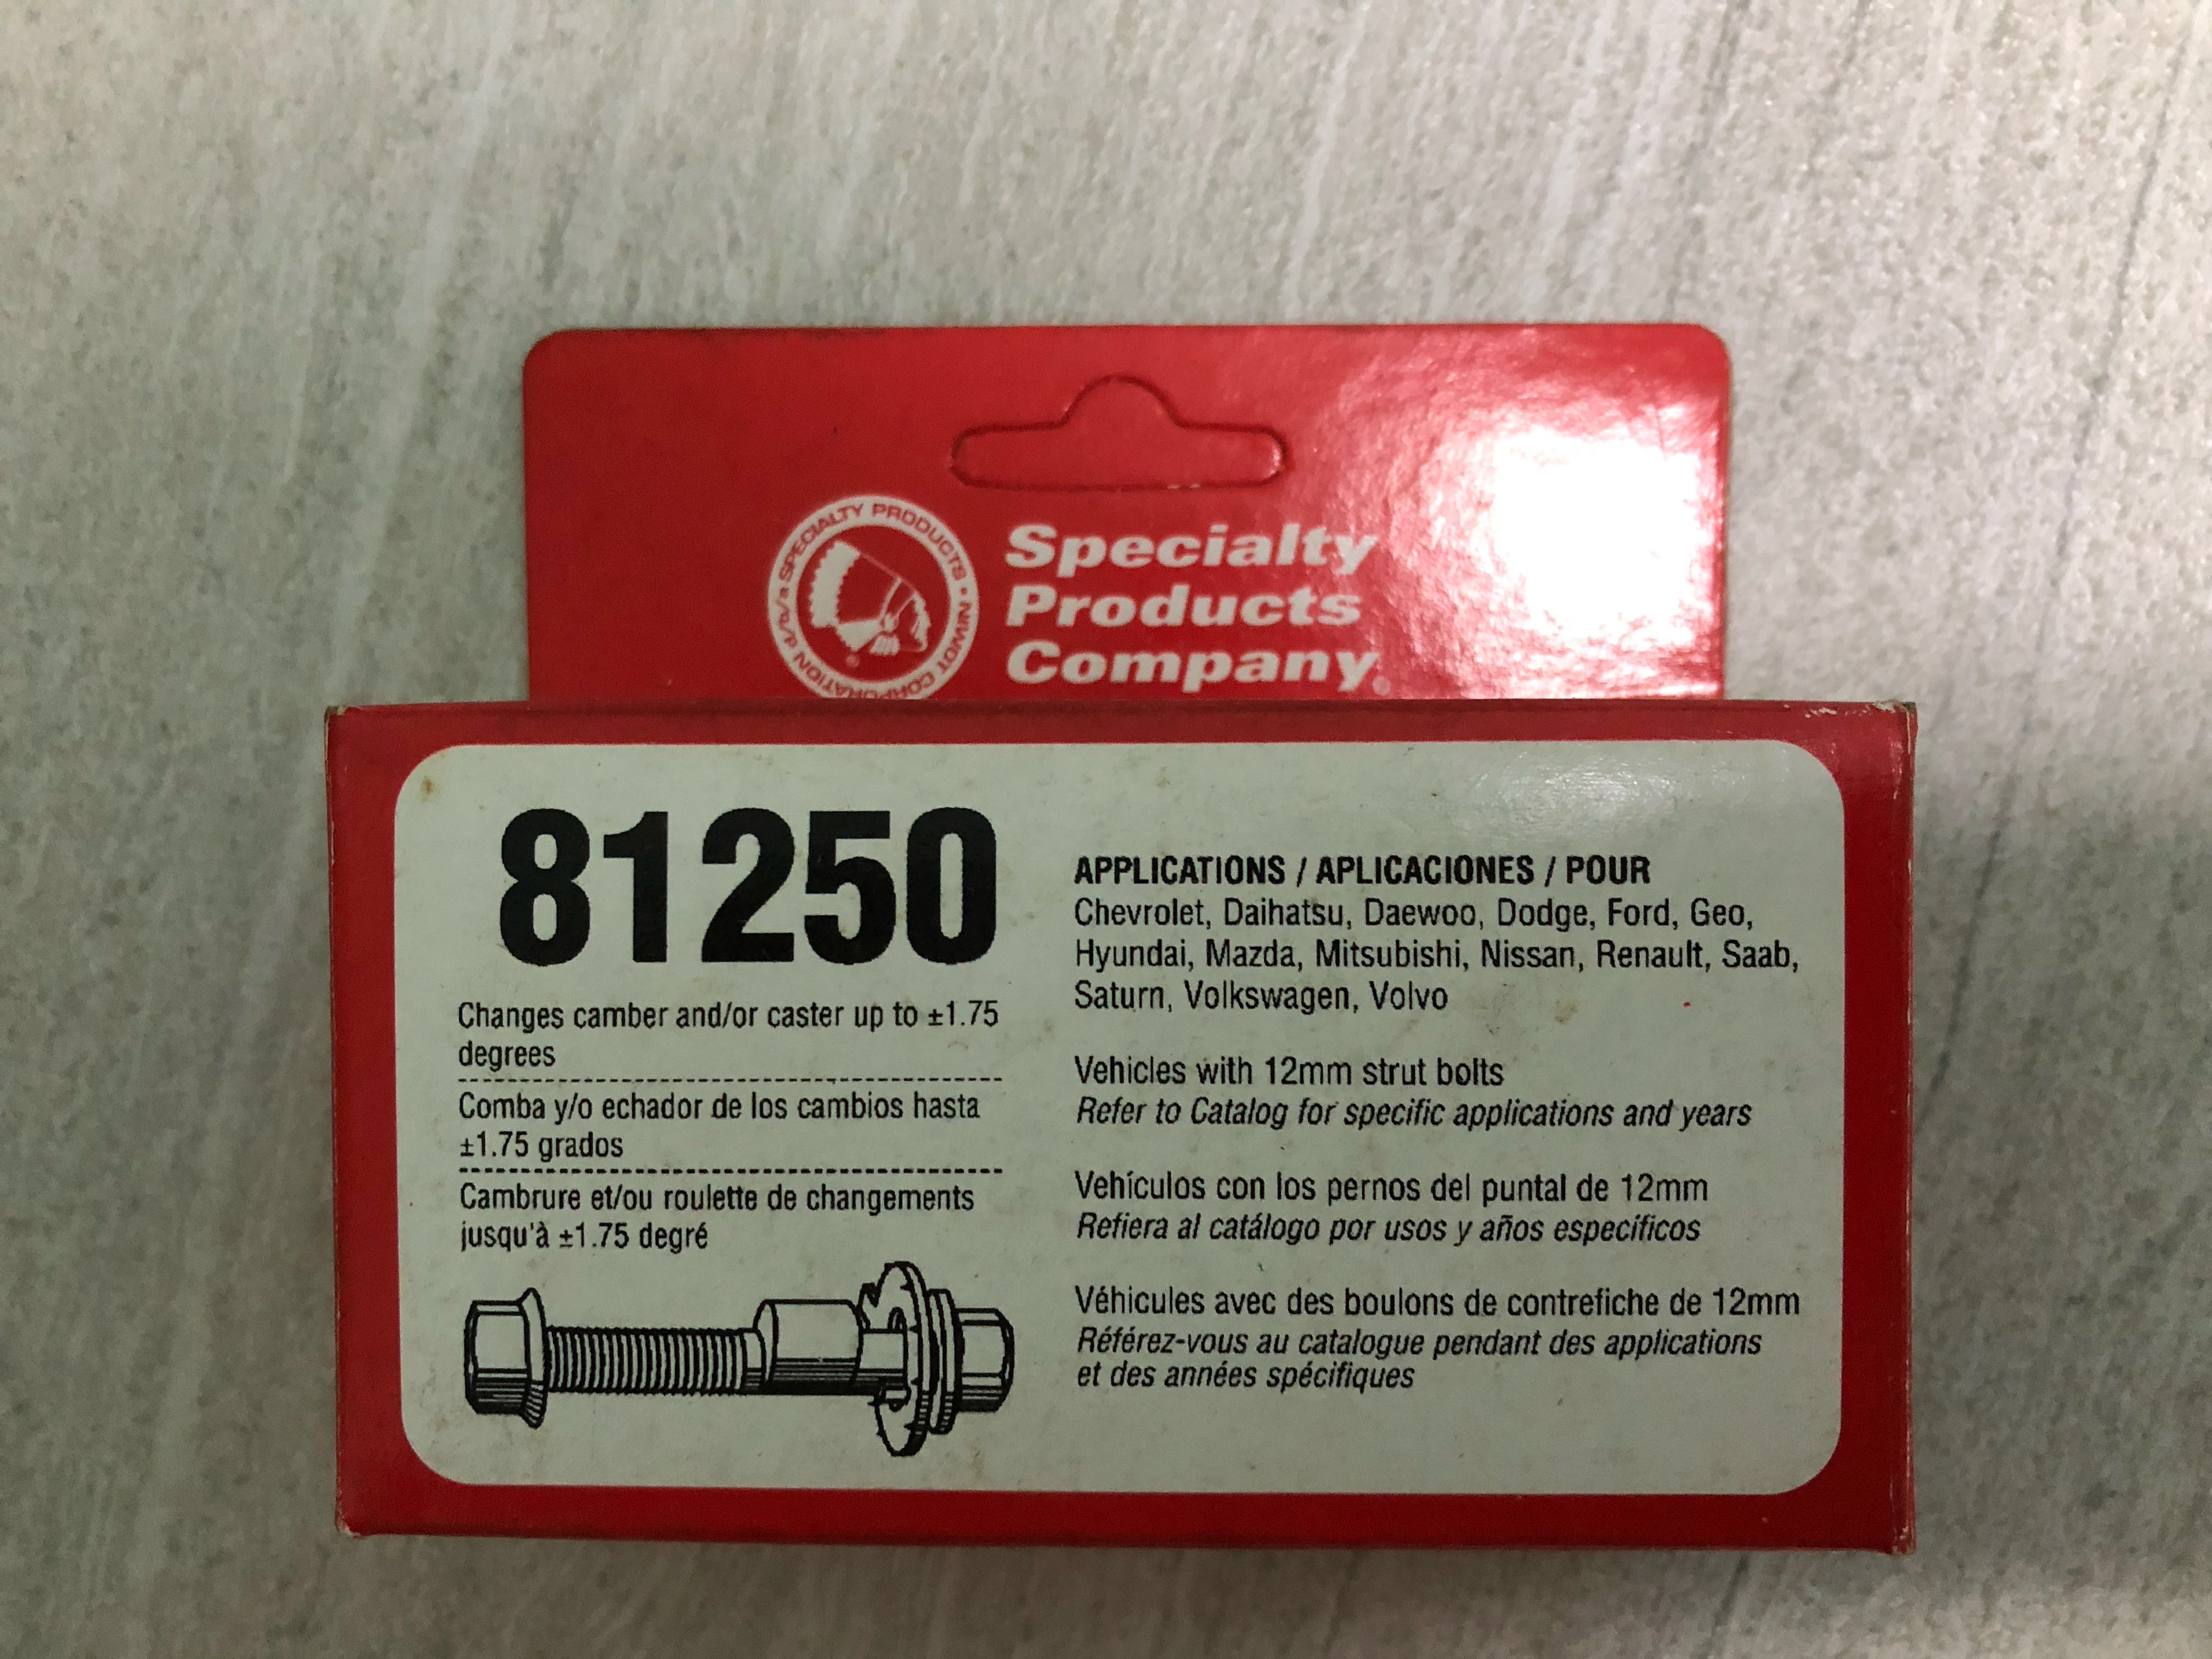 SPECIALTY PRODUCTS • NIWOT CORPORATION d/b/a
Specialty
Products
Company®
81250
Changes camber and/or caster up to ±1.75
degrees
Comba y/o echador de los cambios hasta
±1.75 grados
Cambrure et/ou roulette de changements
jusqu'à ±1.75 degré
APPLICATIONS / APLICACIONES / POUR
Chevrolet, Daihatsu, Daewoo, Dodge, Ford, Geo,
Hyundai, Mazda, Mitsubishi, Nissan, Renault, Saab,
Saturn, Volkswagen, Volvo
Vehicles with 12mm strut bolts
Refer to Catalog for specific applications and years
Vehículos con los pernos del puntal de 12mm
Refiera al catálogo por usos y años específicos
Véhicules avec des boulons de contrefiche de 12mm
Référez-vous au catalogue pendant des applications
et des années spécifiques